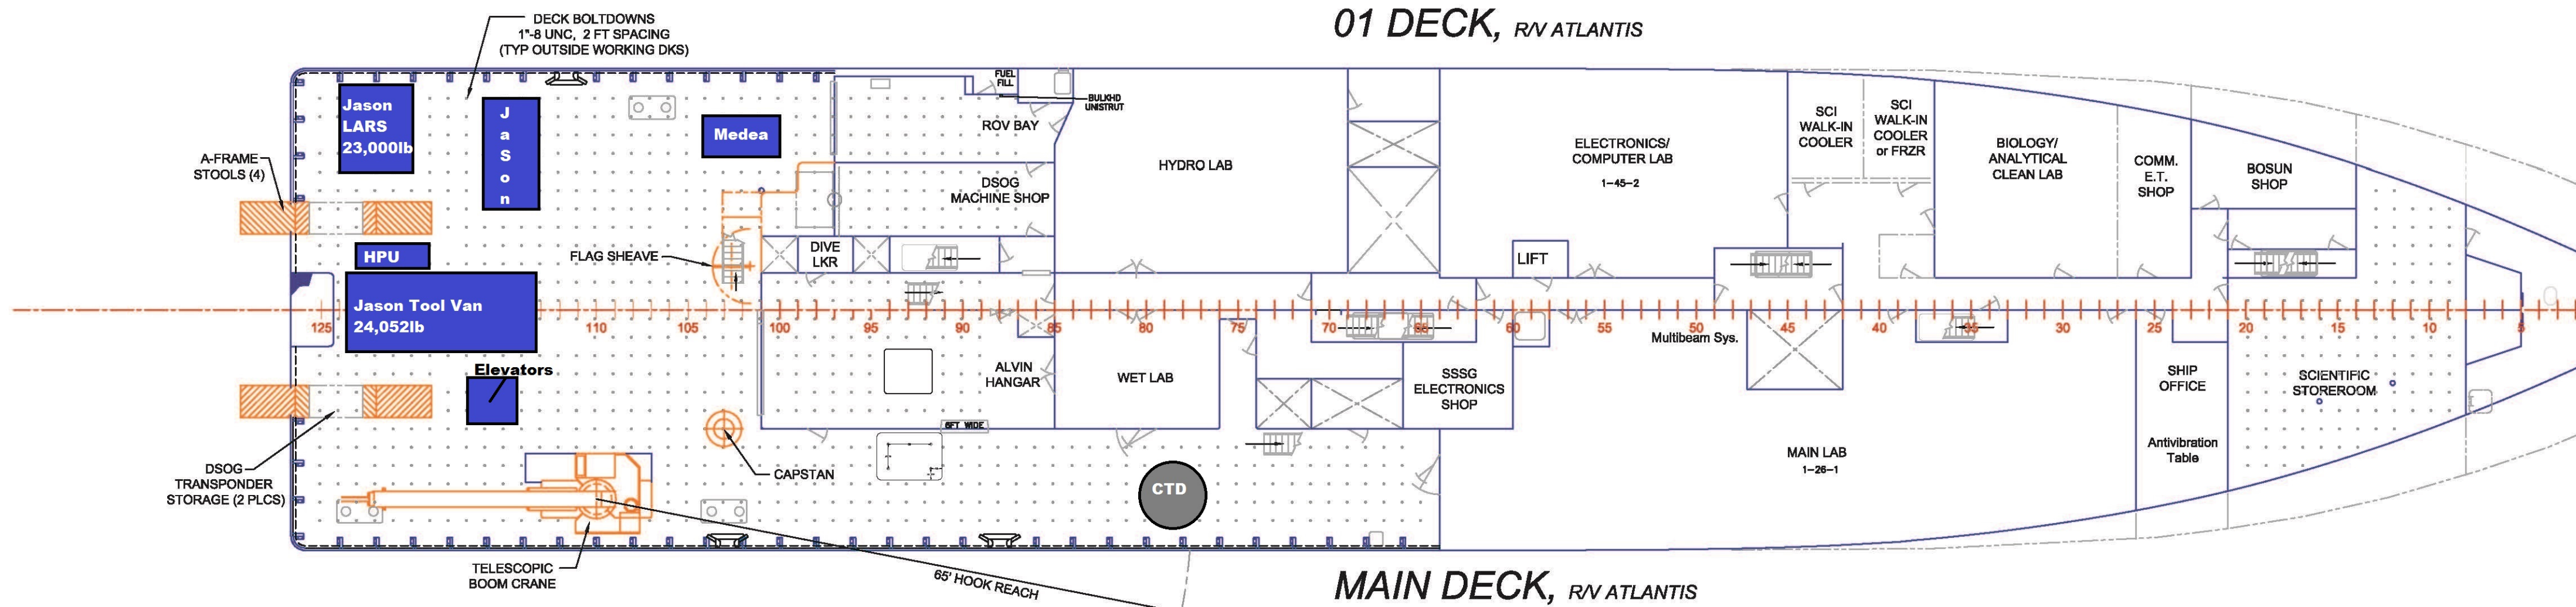 01 DECK, R/V ATLANTIS
DECK BOLTDOWNS
1"-8 UNC, 2 FT SPACING
(TYP OUTSIDE WORKING DKS)
A-FRAME
STOOLS (4)
Jason
LARS
23,000lb
J
a
S
o
n
Medea
FUEL
FILL
BULKHD
UNISTRUT
ROV BAY
DSOG
MACHINE SHOP
HYDRO LAB
ELECTRONICS/
COMPUTER LAB
1-45-2
SCI
WALK-IN
COOLER
SCI
WALK-IN
COOLER
or FRZR
BIOLOGY/
ANALYTICAL
CLEAN LAB
COMM.
E.T.
SHOP
BOSUN
SHOP
HPU
FLAG SHEAVE
DIVE
LKR
LIFT
Jason Tool Van
24,052lb
125 110 105 100 95 90 85 80 75 70 65 60 55 50 45 40 35 30 25 20 15 10 5
0
Multibeam Sys.
Elevators
ALVIN
HANGAR
WET LAB
SSSG
ELECTRONICS
SHOP
SHIP
OFFICE
SCIENTIFIC
STOREROOM
6FT WIDE
Antivibration
Table
MAIN LAB
1-26-1
DSOG
TRANSPONDER
STORAGE (2 PLCS)
CAPSTAN
CTD
TELESCOPIC
BOOM CRANE
65' HOOK REACH
MAIN DECK, R/V ATLANTIS